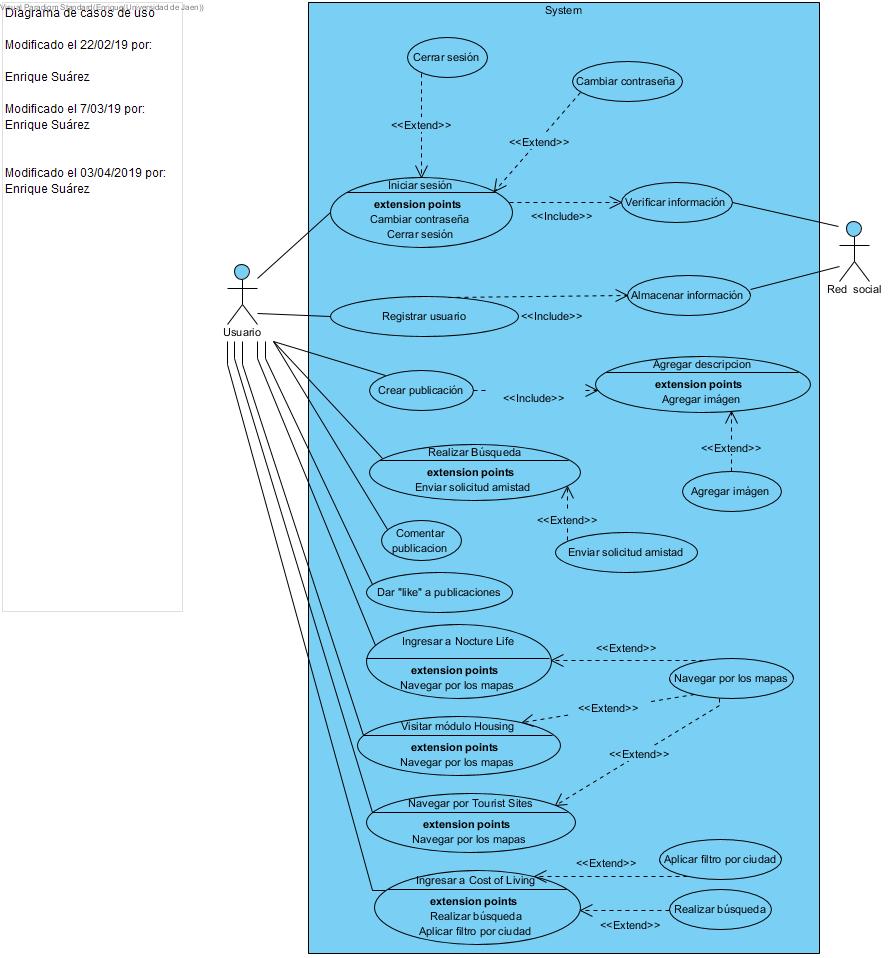 Visual Paradigm Standard(Enrique(Universidad de Jaen))
Diagrama de casos de uso
Modificado el 22/02/19 por:
Enrique Suárez
Modificado el 7/03/19 por:
Enrique Suárez
Modificado el 03/04/2019 por:
Enrique Suárez
System
Cerrar sesión
Cambiar contraseña
<<Extend>>
<<Extend>>
Iniciar sesión
extension points
Cambiar contraseña
Cerrar sesión
<<Include>>
Verificar información
Red social
Usuario
Registrar usuario
<<Include>>
Almacenar información
Crear publicación
<<Include>>
Agregar descripcion
extension points
Agregar imágen
<<Extend>>
Agregar imágen
Realizar Búsqueda
extension points
Enviar solicitud amistad
<<Extend>>
Enviar solicitud amistad
Comentar
publicacion
Dar "like" a publicaciones
Ingresar a Nocture Life
extension points
Navegar por los mapas
<<Extend>>
Navegar por los mapas
<<Extend>>
Visitar módulo Housing
extension points
Navegar por los mapas
<<Extend>>
Navegar por Tourist Sites
extension points
Navegar por los mapas
Ingresar a Cost of Living
extension points
Realizar búsqueda
Aplicar filtro por ciudad
<<Extend>>
Aplicar filtro por ciudad
<<Extend>>
Realizar búsqueda